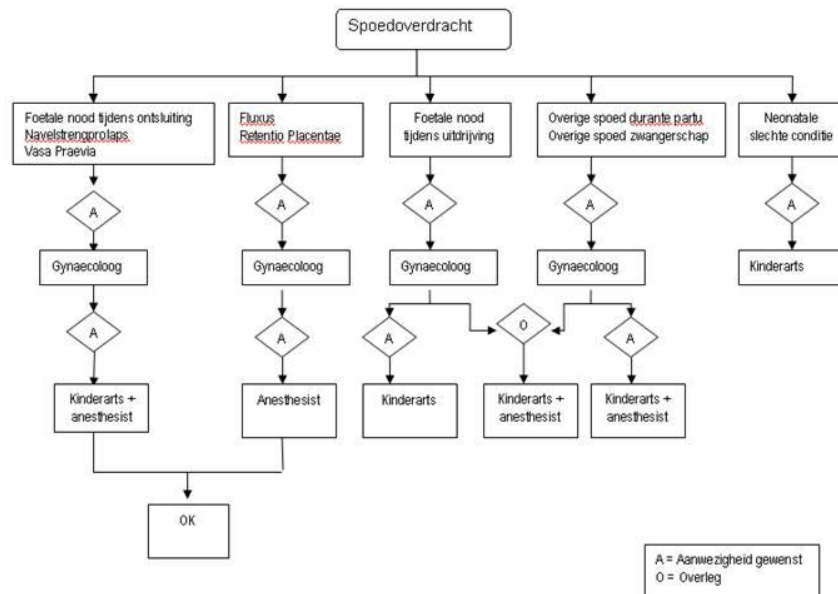 Spoedoverdracht
Foetale nood tijdens ontsluiting
Navelstrengprolaps
Vasa Praevia
Fluxus
Retentio Placentae
Foetale nood
tijdens uitdrijving
Overige spoed durante partu
Overige spoed zwangerschap
Neonatale
slechte conditie
A
A
A
A
A
Gynaecoloog
Gynaecoloog
Gynaecoloog
Gynaecoloog
Kinderarts
A
A
A
O
A
Kinderarts +
anesthesist
Anesthesist
Kinderarts
Kinderarts +
anesthesist
Kinderarts +
anesthesist
OK
A = Aanwezigheid gewenst
O = Overleg